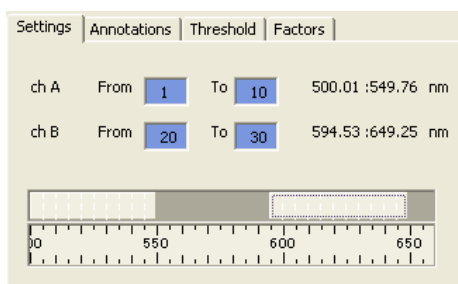 Settings Annotations Threshold Factors
ch A From 1 To 10 500.01 :549.76 nm
ch B From 20 To 30 594.53 :649.25 nm
00 550 600 650